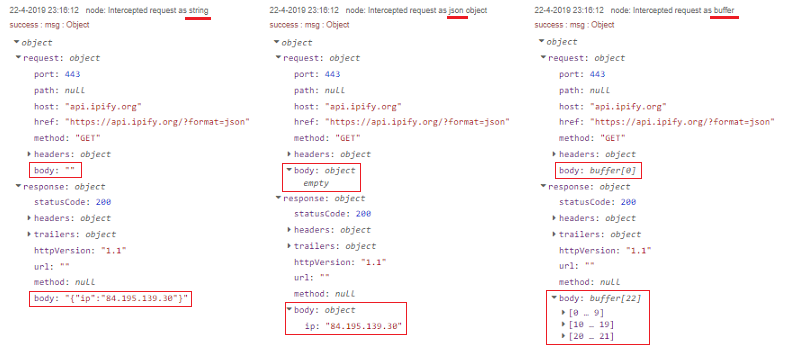 22-4-2019 23:16:12 node: Intercepted request as string
success : msg : Object
object
request: object
port: 443
path: null
host: "api.ipify.org"
href: "https://api.ipify.org/?format=json"
method: "GET"
headers: object
body: ""
response: object
statusCode: 200
headers: object
trailers: object
httpVersion: "1.1"
url: ""
method: null
body: "{"ip":"84.195.139.30"}"
22-4-2019 23:16:12 node: Intercepted request as json object
success : msg : Object
object
request: object
port: 443
path: null
host: "api.ipify.org"
href: "https://api.ipify.org/?format=json"
method: "GET"
headers: object
body: object
empty
response: object
statusCode: 200
headers: object
trailers: object
httpVersion: "1.1"
url: ""
method: null
body: object
ip: "84.195.139.30"
22-4-2019 23:16:12 node: Intercepted request as buffer
success : msg : Object
object
request: object
port: 443
path: null
host: "api.ipify.org"
href: "https://api.ipify.org/?format=json"
method: "GET"
headers: object
body: buffer[0]
response: object
statusCode: 200
headers: object
trailers: object
httpVersion: "1.1"
url: ""
method: null
body: buffer[22]
[0 … 9]
[10 … 19]
[20 … 21]